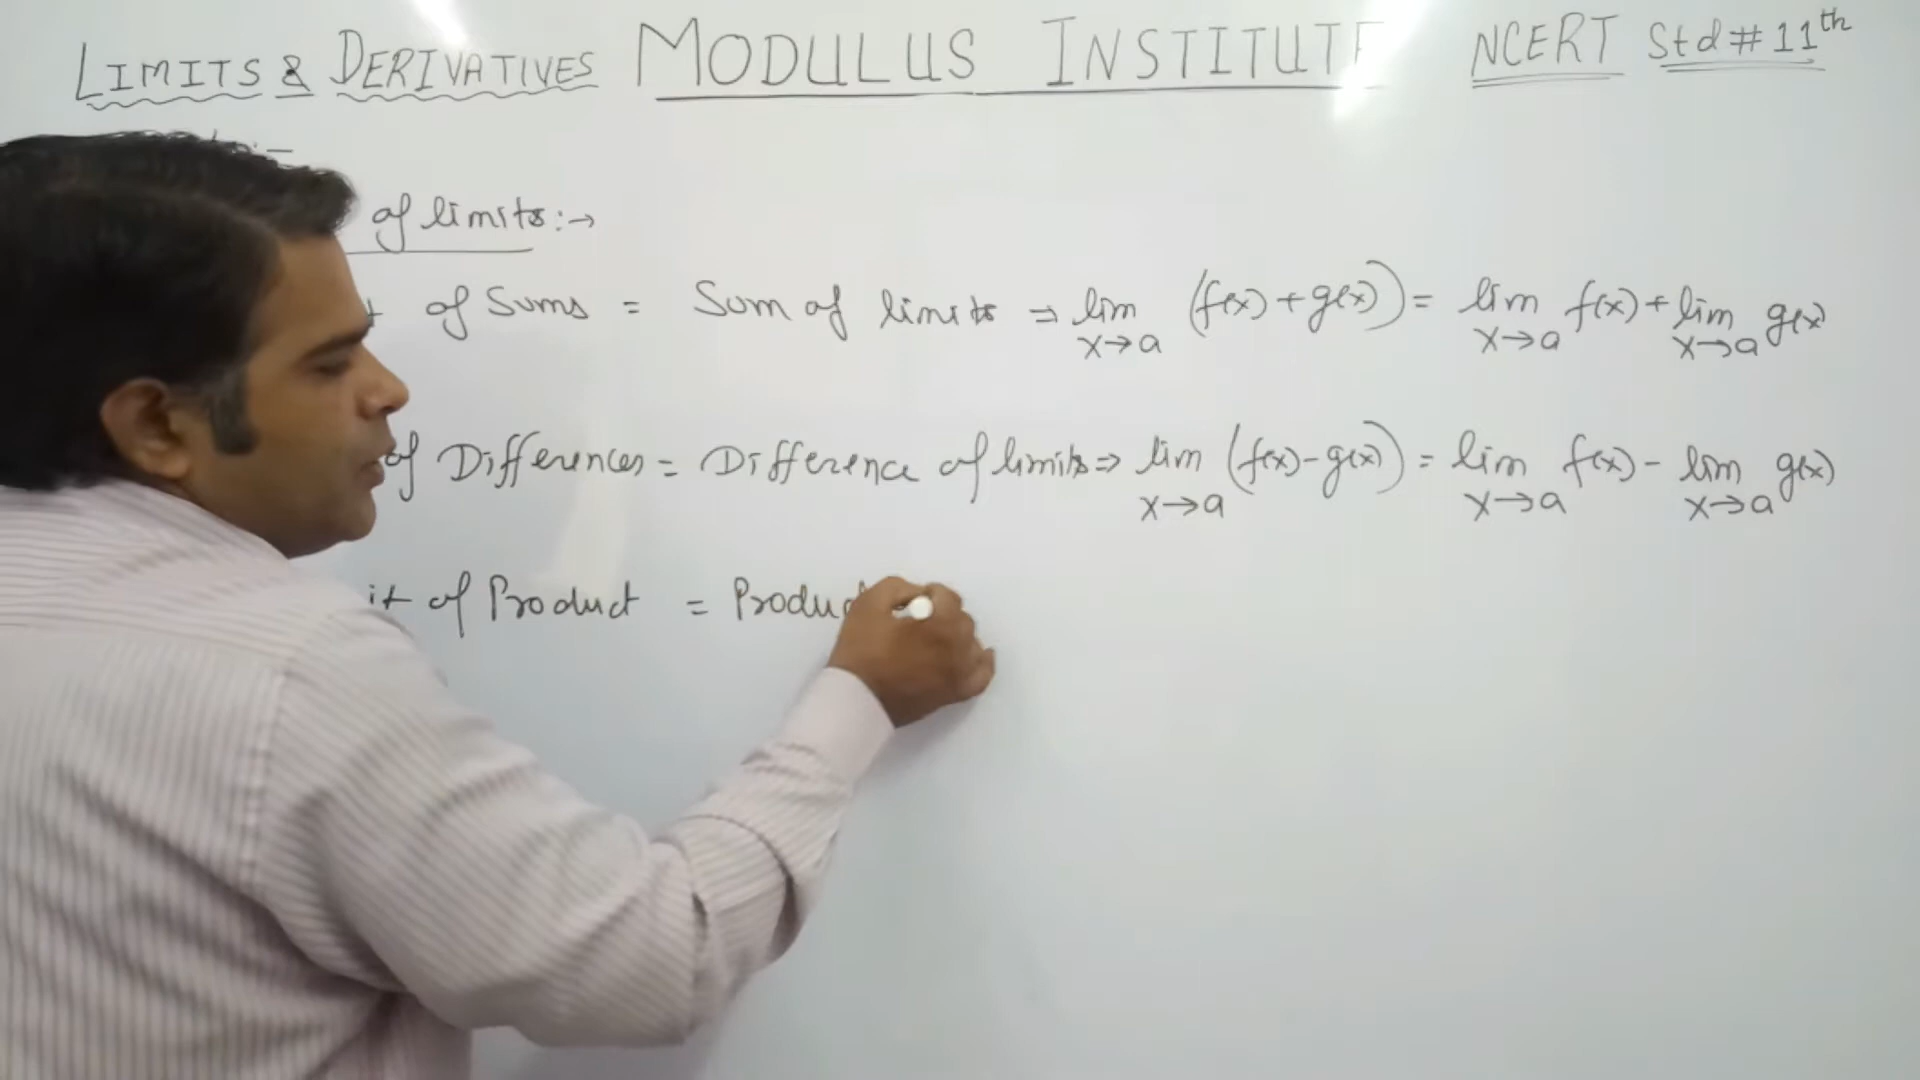 LIMITS & DERIVATIVES MODULUS INSTITUTE NCERT Std # 11th
of limits:→
of Sums = Sum of limits ⇒ lim x→a (f(x) + g(x)) = lim x→a f(x) + lim x→a g(x)
of Differences = Difference of limits ⇒ lim x→a (f(x) - g(x)) = lim x→a f(x) - lim x→a g(x)
it of Product = Produc